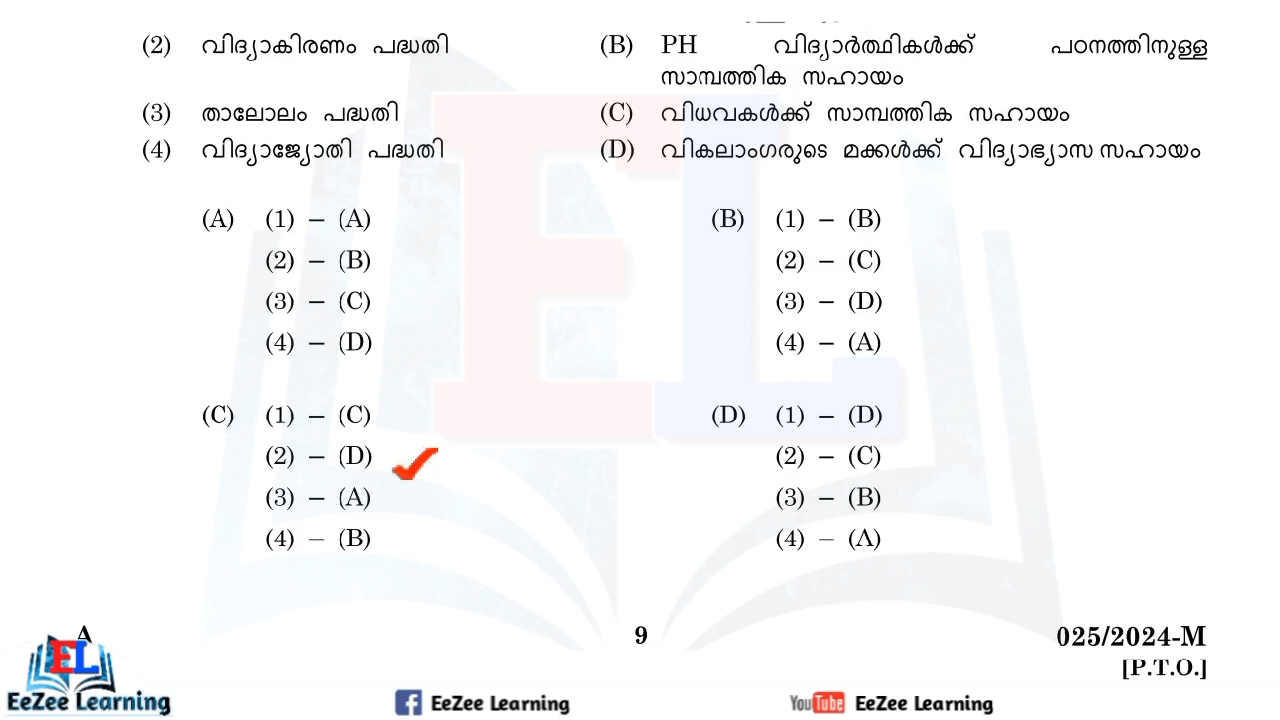 (2) വിദ്യാകിരണം പദ്ധതി (B) PH വിദ്യാർത്ഥികൾക്ക് പഠനത്തിനുള്ള
സാമ്പത്തിക സഹായം
(3) താലോലം പദ്ധതി (C) വിധവകൾക്ക് സാമ്പത്തിക സഹായം
(4) വിദ്യാജ്യോതി പദ്ധതി (D) വികലാംഗരുടെ മക്കൾക്ക് വിദ്യാഭ്യാസ സഹായം
(A) (1) – (A) (B) (1) – (B)
(2) – (B) (2) – (C)
(3) – (C) (3) – (D)
(4) – (D) (4) – (A)
(C) (1) – (C) (D) (1) – (D)
(2) – (D) (2) – (C)
(3) – (A) (3) – (B)
(4) – (B) (4) – (A)
A 9 025/2024-M
[P.T.O.]
EL
EeZee Learning EeZee Learning YouTube EeZee Learning